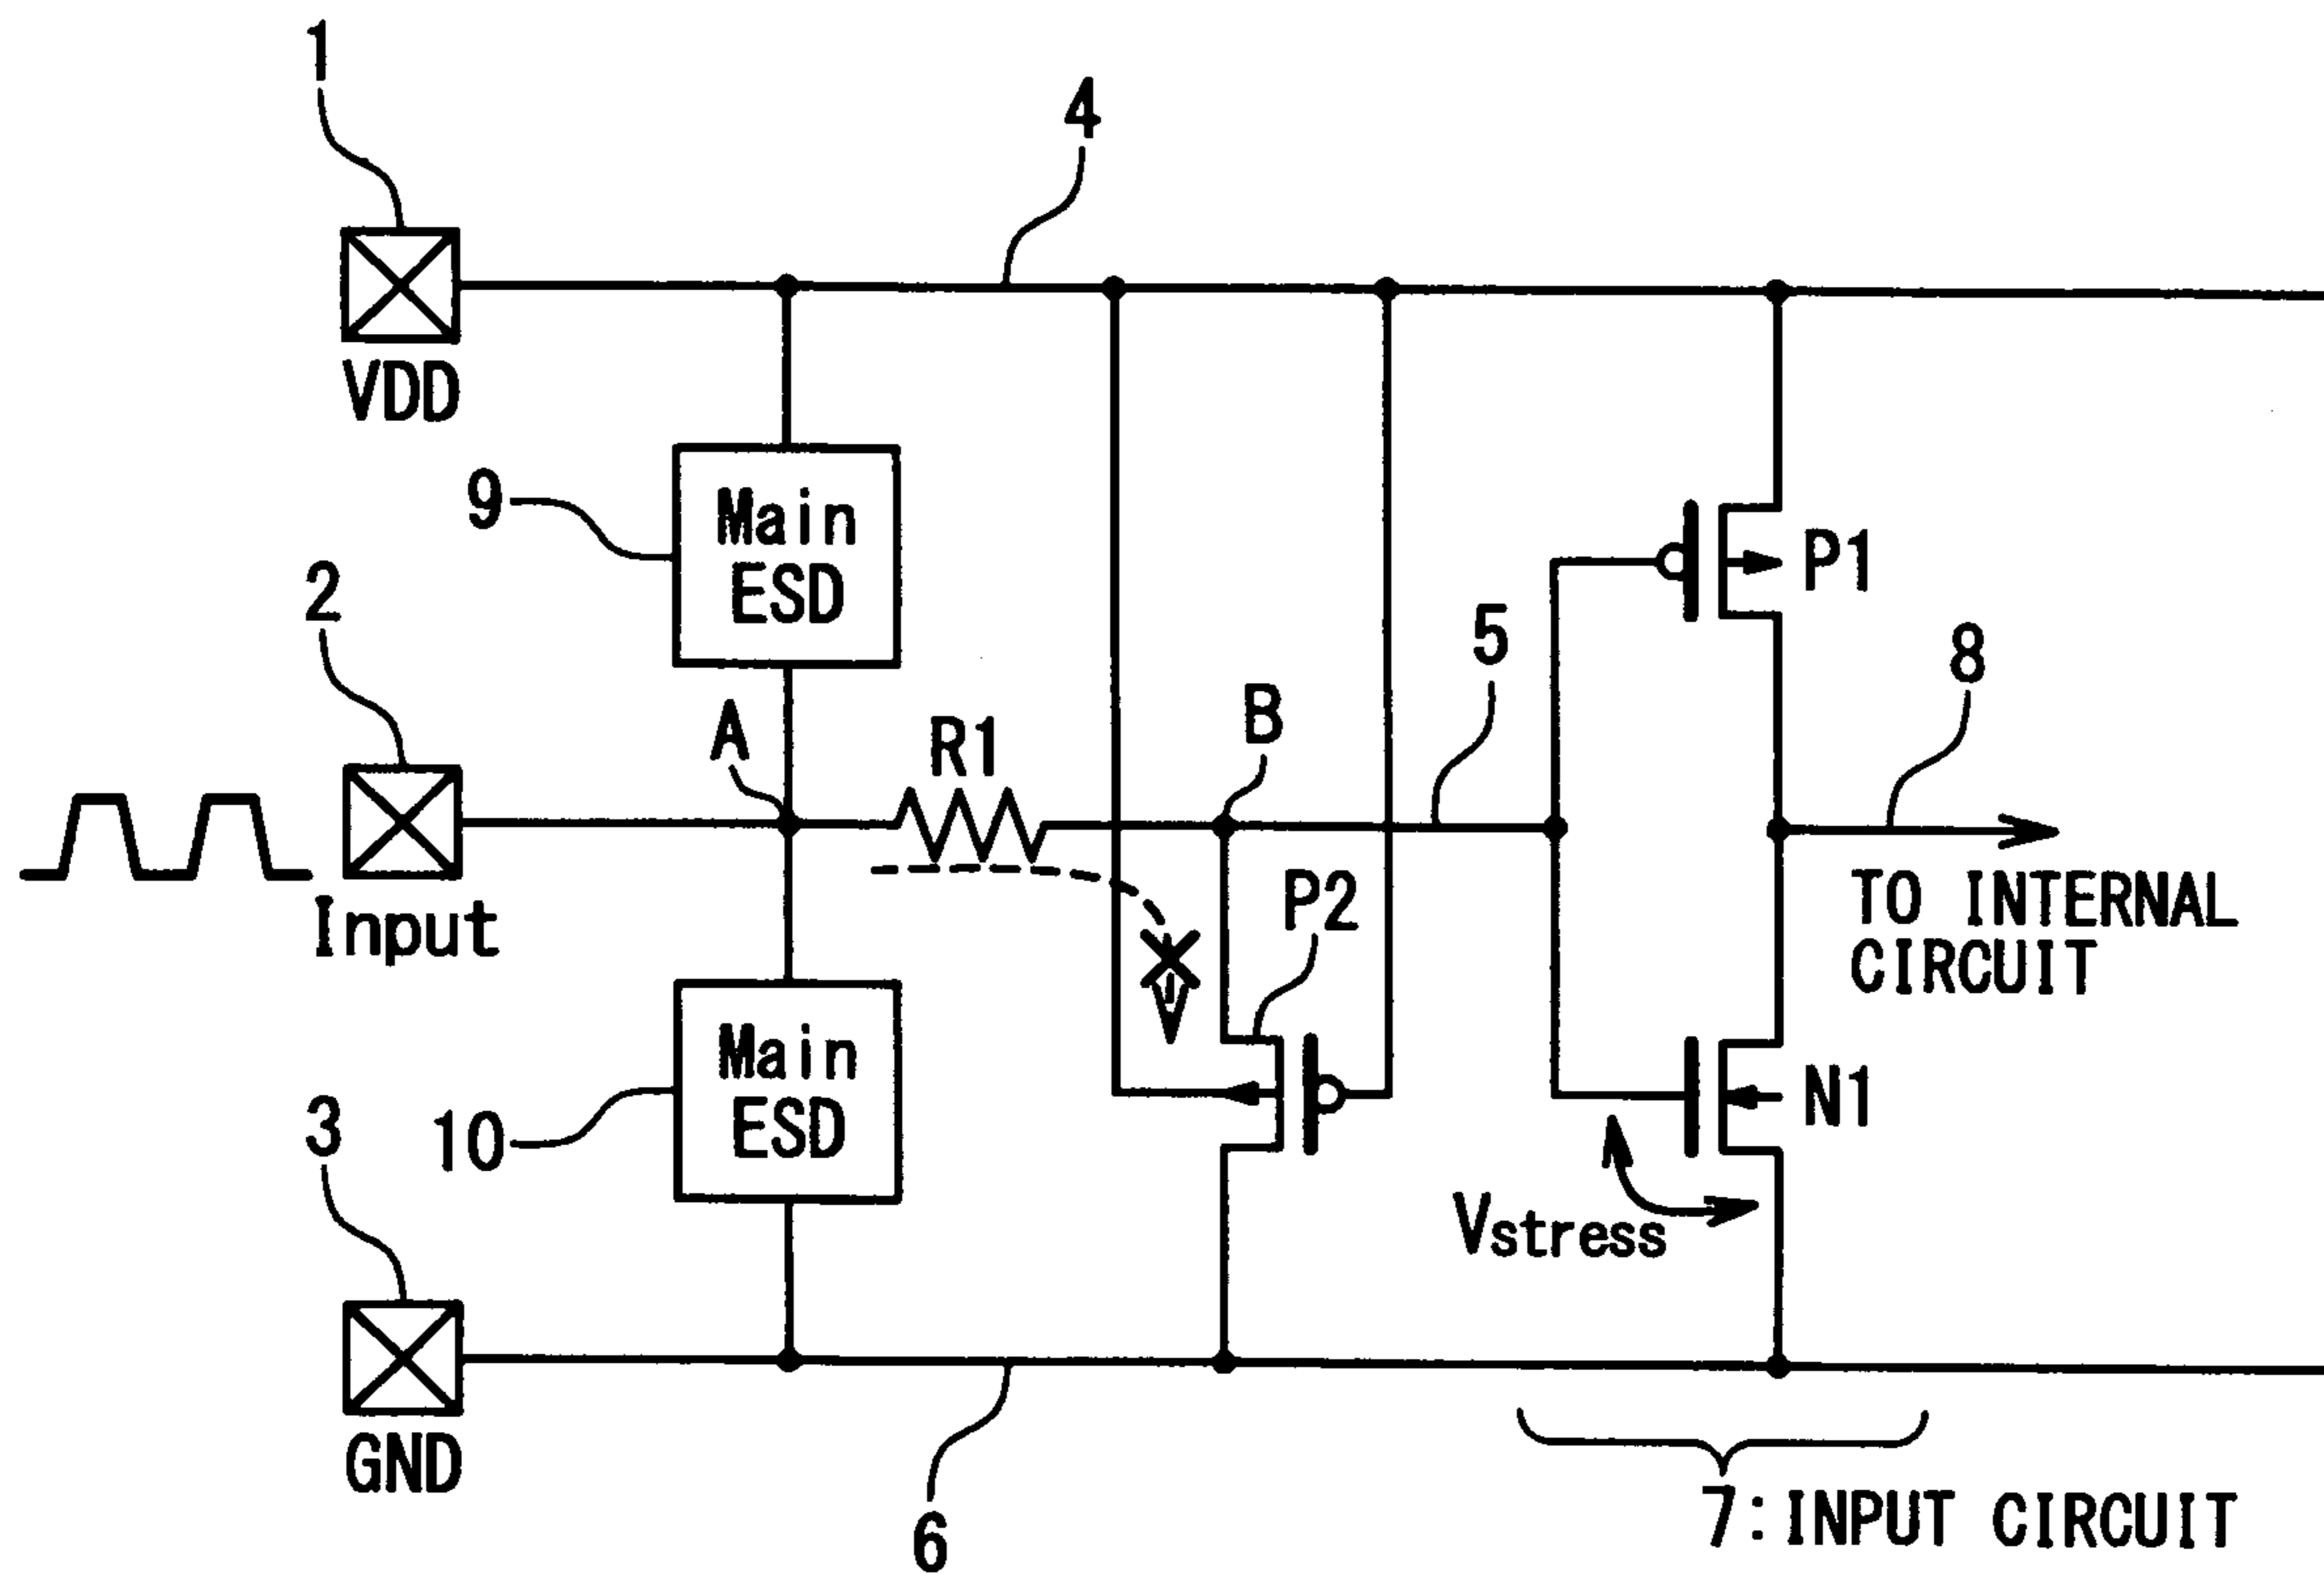 1
4
VDD
9
Main
ESD
P1
2
5
8
A
R1
B
Input
P2
TO INTERNAL
CIRCUIT
Main
ESD
3
10
N1
Vstress
GND
6
7: INPUT CIRCUIT